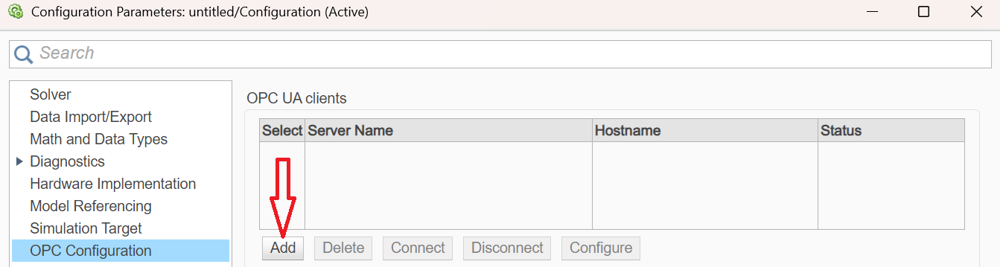 Configuration Parameters: untitled/Configuration (Active)
Search
Solver
Data Import/Export
Math and Data Types
Diagnostics
Hardware Implementation
Model Referencing
Simulation Target
OPC Configuration
OPC UA clients
Select Server Name Hostname Status
Add Delete Connect Disconnect Configure